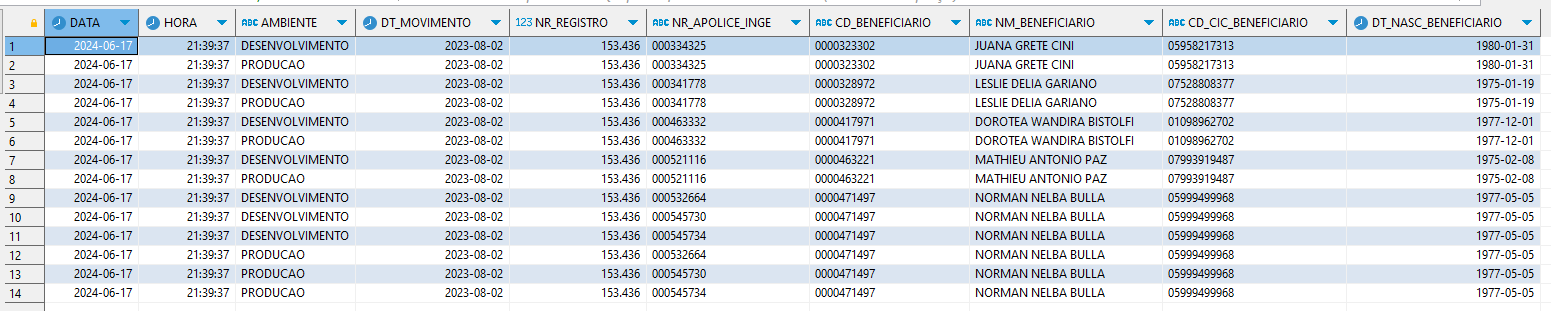 DATA HORA ABC AMBIENTE DT_MOVIMENTO 123 NR_REGISTRO ABC NR_APOLICE_INGE ABC CD_BENEFICIARIO ABC NM_BENEFICIARIO ABC CD_CIC_BENEFICIARIO DT_NASC_BENEFICIARIO
1 2024-06-17 21:39:37 DESENVOLVIMENTO 2023-08-02 153.436 000334325 0000323302 JUANA GRETE CINI 05958217313 1980-01-31
2 2024-06-17 21:39:37 PRODUCAO 2023-08-02 153.436 000334325 0000323302 JUANA GRETE CINI 05958217313 1980-01-31
3 2024-06-17 21:39:37 DESENVOLVIMENTO 2023-08-02 153.436 000341778 0000328972 LESLIE DELIA GARIANO 07528808377 1975-01-19
4 2024-06-17 21:39:37 PRODUCAO 2023-08-02 153.436 000341778 0000328972 LESLIE DELIA GARIANO 07528808377 1975-01-19
5 2024-06-17 21:39:37 DESENVOLVIMENTO 2023-08-02 153.436 000463332 0000417971 DOROTEA WANDIRA BISTOLFI 01098962702 1977-12-01
6 2024-06-17 21:39:37 PRODUCAO 2023-08-02 153.436 000463332 0000417971 DOROTEA WANDIRA BISTOLFI 01098962702 1977-12-01
7 2024-06-17 21:39:37 DESENVOLVIMENTO 2023-08-02 153.436 000521116 0000463221 MATHIEU ANTONIO PAZ 07993919487 1975-02-08
8 2024-06-17 21:39:37 PRODUCAO 2023-08-02 153.436 000521116 0000463221 MATHIEU ANTONIO PAZ 07993919487 1975-02-08
9 2024-06-17 21:39:37 DESENVOLVIMENTO 2023-08-02 153.436 000532664 0000471497 NORMAN NELBA BULLA 05999499968 1977-05-05
10 2024-06-17 21:39:37 DESENVOLVIMENTO 2023-08-02 153.436 000545730 0000471497 NORMAN NELBA BULLA 05999499968 1977-05-05
11 2024-06-17 21:39:37 DESENVOLVIMENTO 2023-08-02 153.436 000545734 0000471497 NORMAN NELBA BULLA 05999499968 1977-05-05
12 2024-06-17 21:39:37 PRODUCAO 2023-08-02 153.436 000532664 0000471497 NORMAN NELBA BULLA 05999499968 1977-05-05
13 2024-06-17 21:39:37 PRODUCAO 2023-08-02 153.436 000545730 0000471497 NORMAN NELBA BULLA 05999499968 1977-05-05
14 2024-06-17 21:39:37 PRODUCAO 2023-08-02 153.436 000545734 0000471497 NORMAN NELBA BULLA 05999499968 1977-05-05